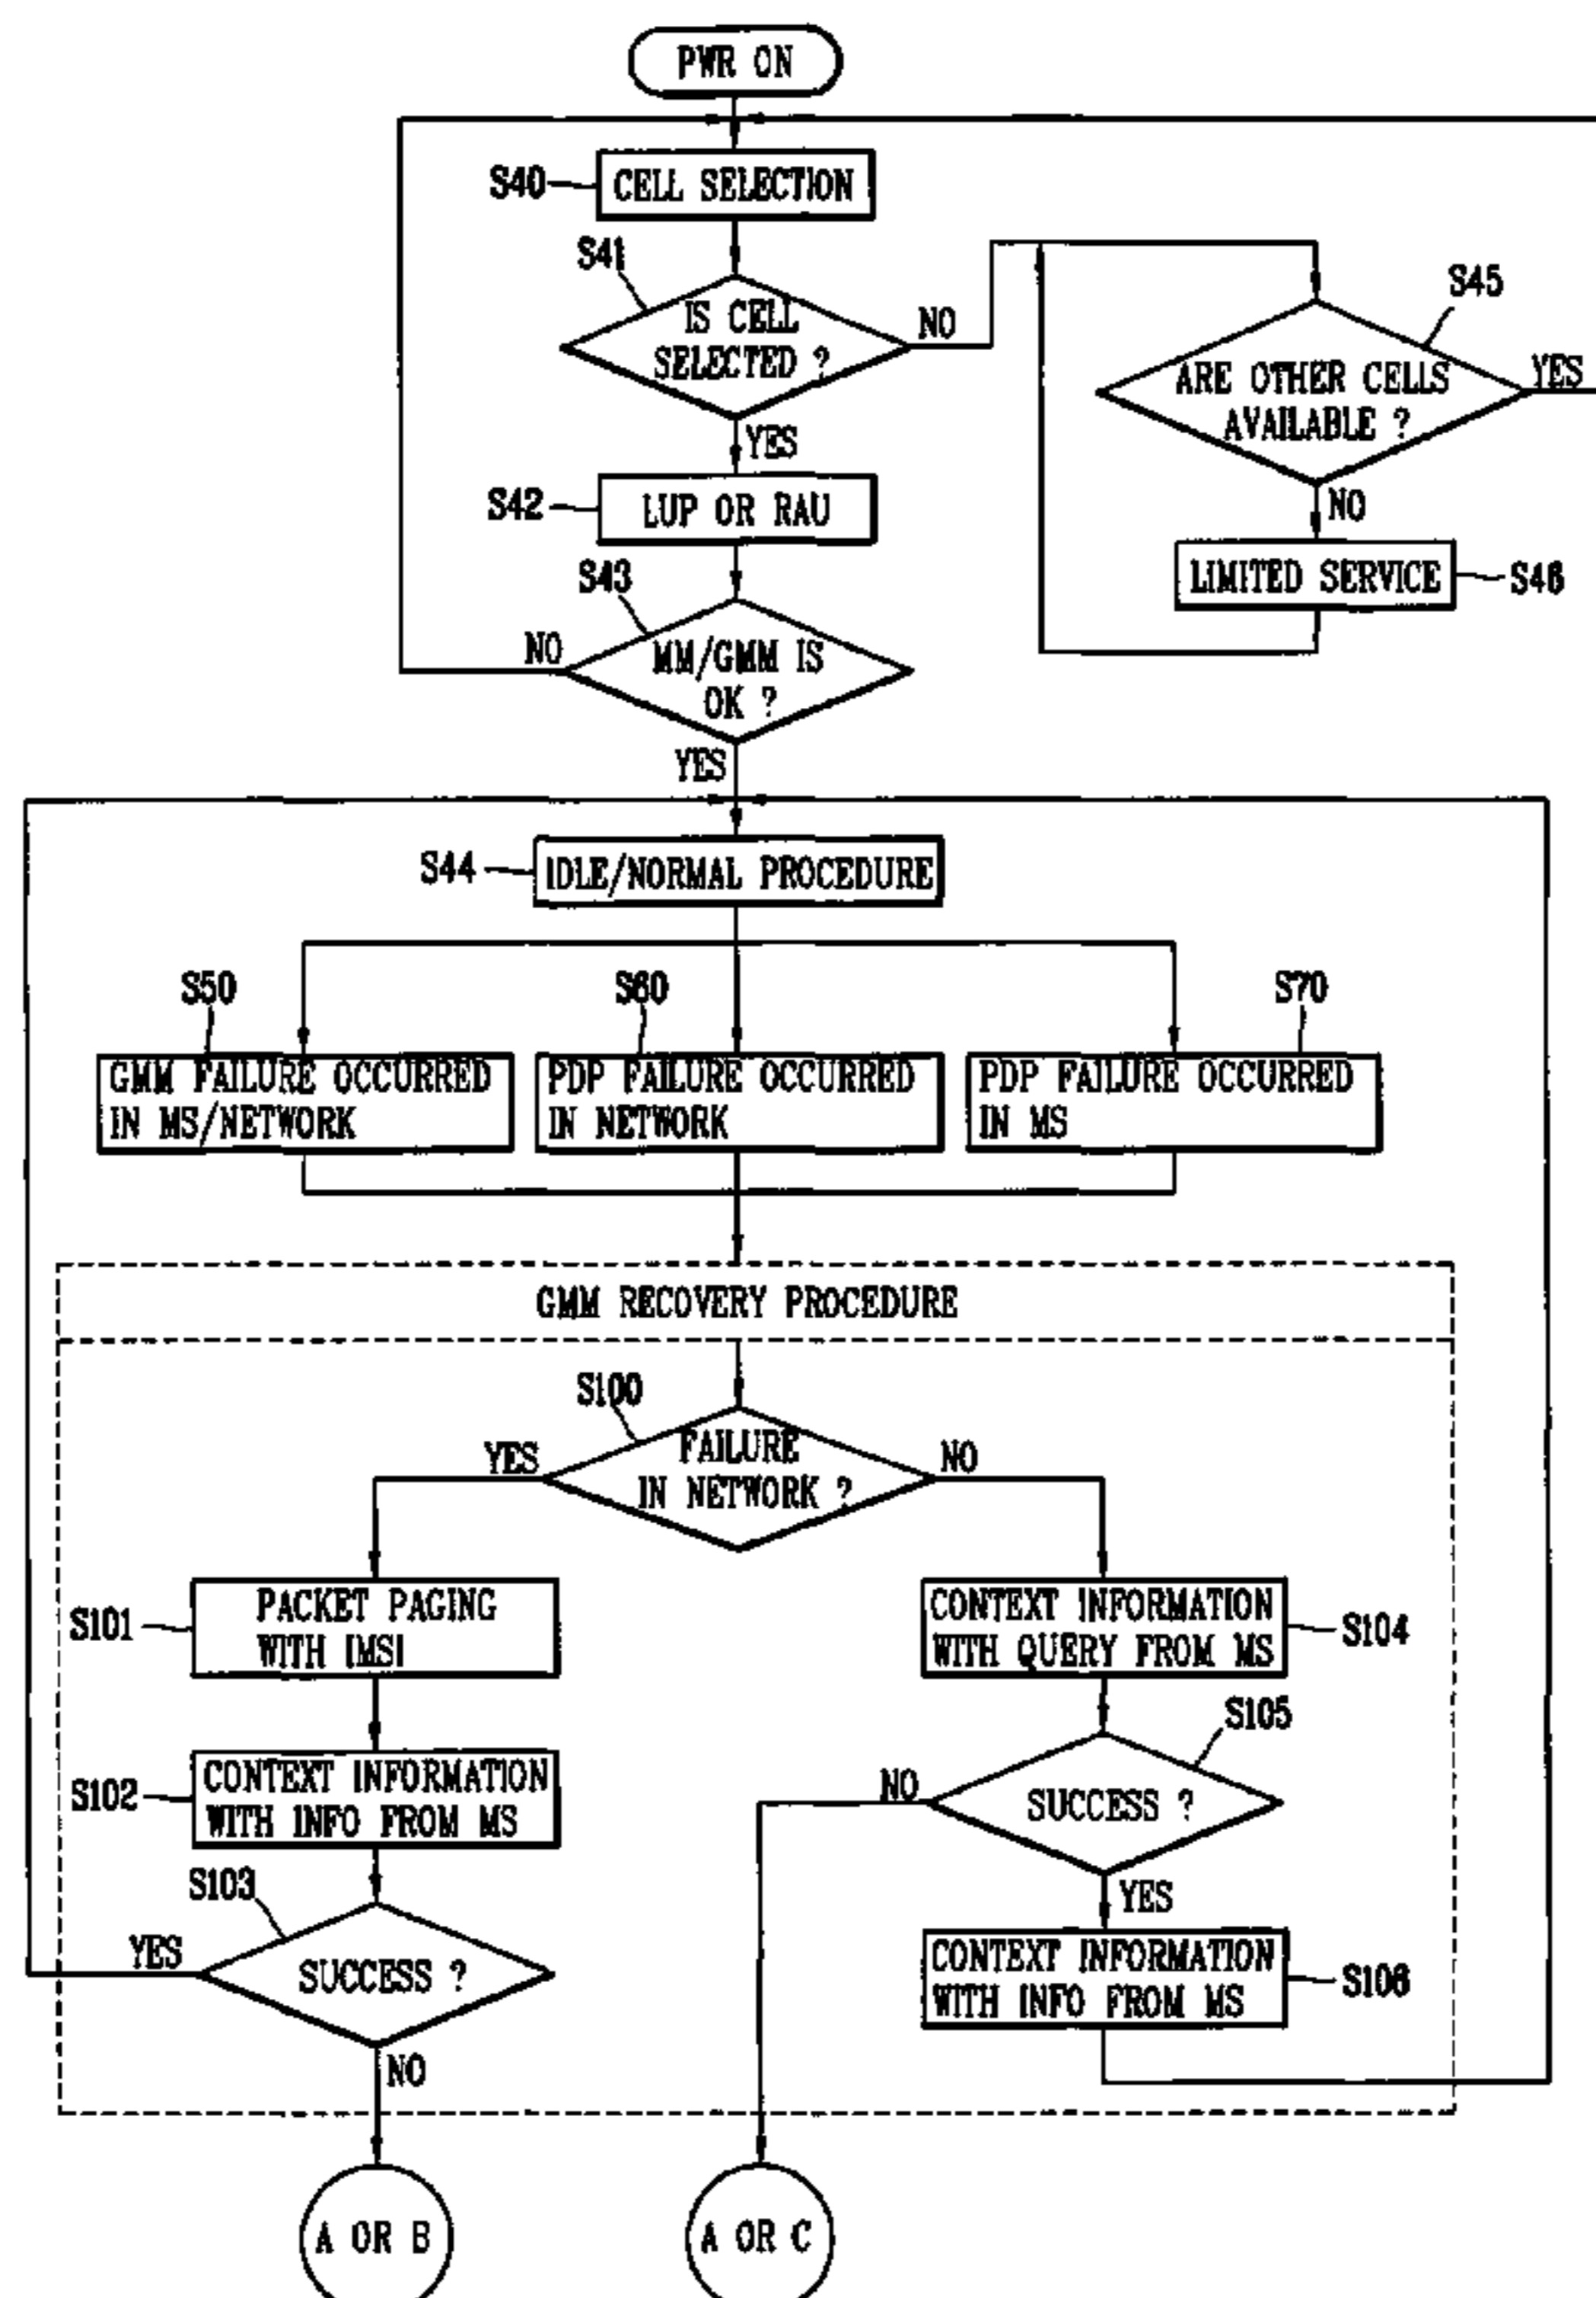 PWR ON
S40
CELL SELECTION
S41
IS CELL
SELECTED ?
NO
S45
ARE OTHER CELLS
AVAILABLE ?
YES
YES
NO
S42
LUP OR RAU
LIMITED SERVICE
S46
S43
NO
MM/GMM IS
OK ?
YES
S44
IDLE/NORMAL PROCEDURE
S50
S60
S70
GMM FAILURE OCCURRED
IN MS/NETWORK
PDP FAILURE OCCURRED
IN NETWORK
PDP FAILURE OCCURRED
IN MS
GMM RECOVERY PROCEDURE
S100
YES
FAILURE
IN NETWORK ?
NO
S101
PACKET PAGING
WITH IMSI
CONTEXT INFORMATION
WITH QUERY FROM MS
S104
S102
CONTEXT INFORMATION
WITH INFO FROM MS
S105
NO
SUCCESS ?
S103
YES
YES
SUCCESS ?
CONTEXT INFORMATION
WITH INFO FROM MS
S106
NO
A OR B
A OR C